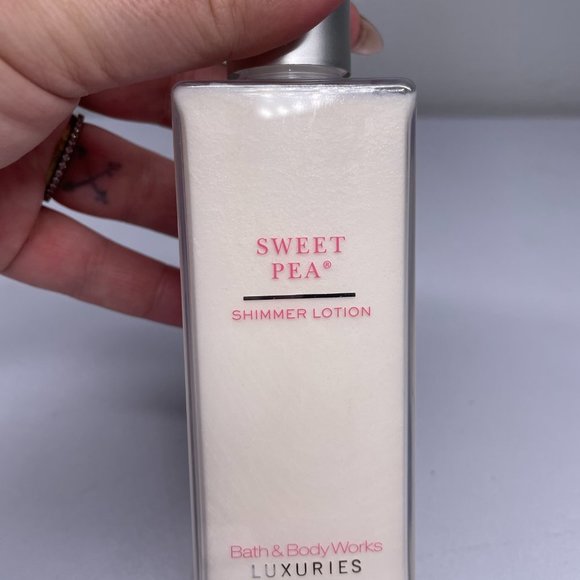 SWEET
PEA®
SHIMMER LOTION
Bath & Body Works
LUXURIES